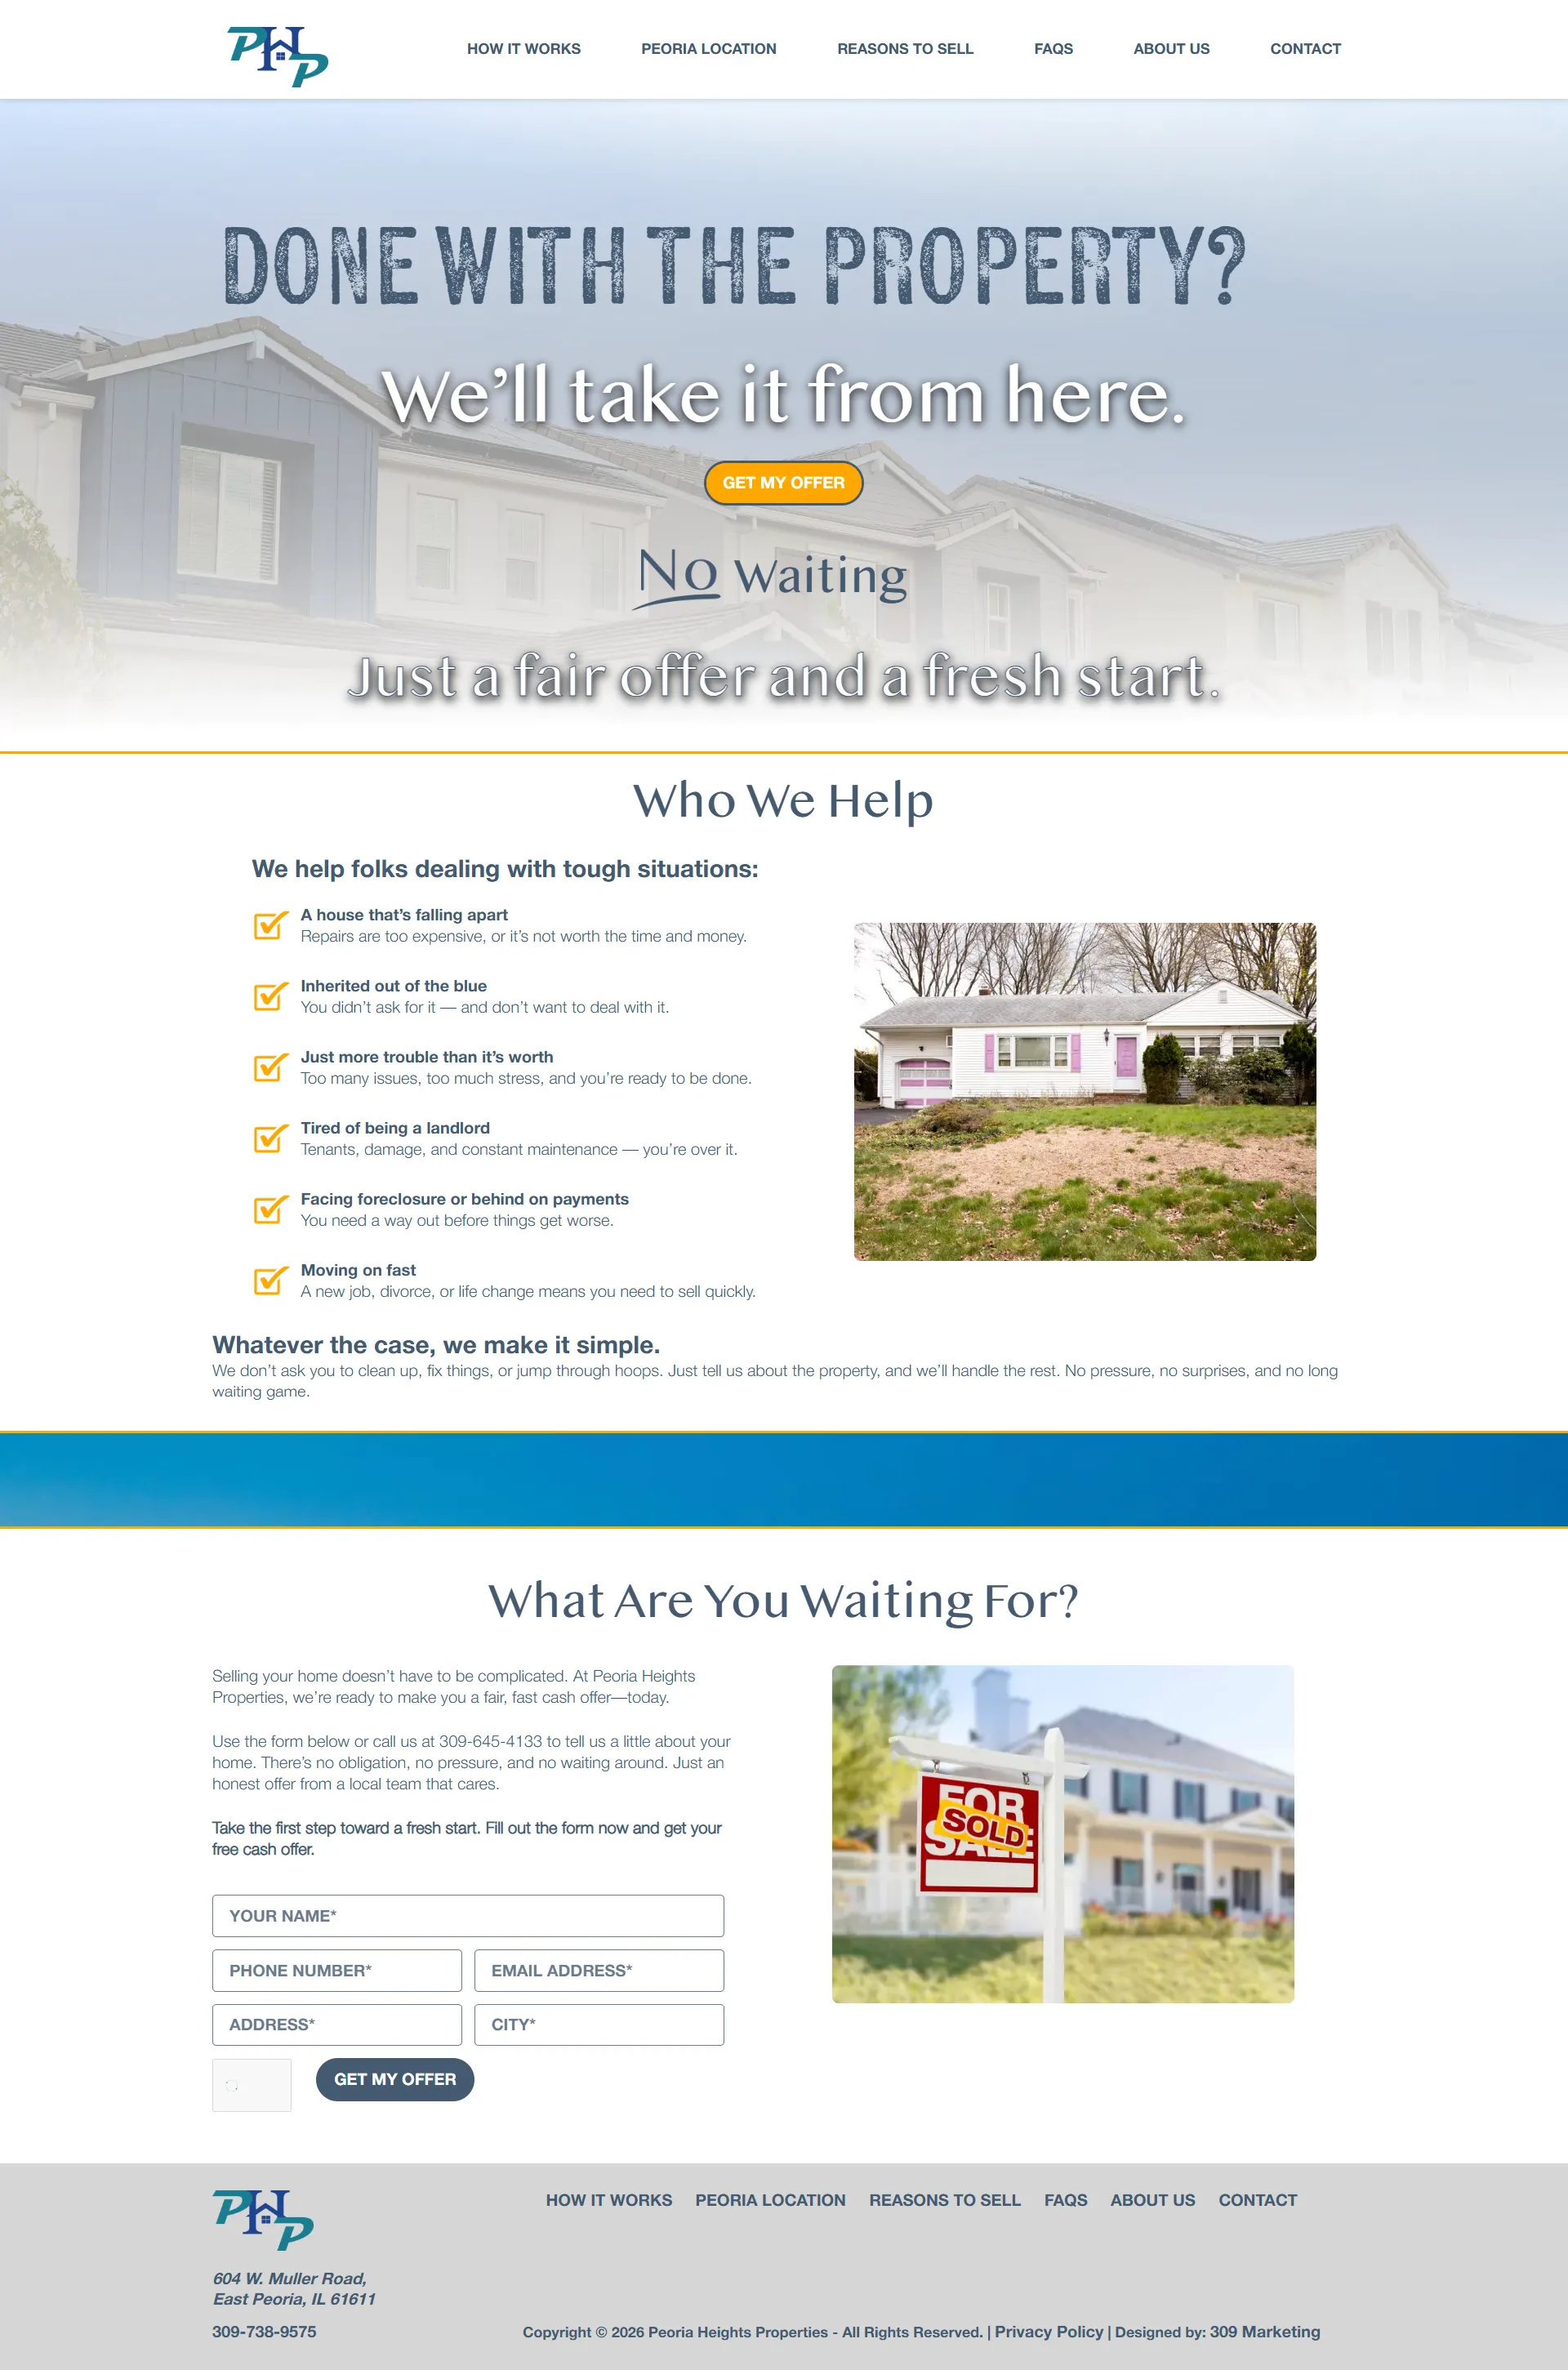 PHP
HOW IT WORKS
PEORIA LOCATION
REASONS TO SELL
FAQS
ABOUT US
CONTACT
DONE WITH THE PROPERTY?
We’ll take it from here.
GET MY OFFER
No Waiting
Just a fair offer and a fresh start.
Who We Help
We help folks dealing with tough situations:
A house that’s falling apart
Repairs are too expensive, or it’s not worth the time and money.
Inherited out of the blue
You didn’t ask for it — and don’t want to deal with it.
Just more trouble than it’s worth
Too many issues, too much stress, and you’re ready to be done.
Tired of being a landlord
Tenants, damage, and constant maintenance — you’re over it.
Facing foreclosure or behind on payments
You need a way out before things get worse.
Moving on fast
A new job, divorce, or life change means you need to sell quickly.
Whatever the case, we make it simple.
We don’t ask you to clean up, fix things, or jump through hoops. Just tell us about the property, and we’ll handle the rest. No pressure, no surprises, and no long
waiting game.
What Are You Waiting For?
Selling your home doesn’t have to be complicated. At Peoria Heights
Properties, we’re ready to make you a fair, fast cash offer—today.
Use the form below or call us at 309-645-4133 to tell us a little about your
home. There’s no obligation, no pressure, and no waiting around. Just an
honest offer from a local team that cares.
Take the first step toward a fresh start. Fill out the form now and get your
free cash offer.
FOR
SOLD
SALE
YOUR NAME*
PHONE NUMBER*
EMAIL ADDRESS*
ADDRESS*
CITY*
GET MY OFFER
PHP
HOW IT WORKS
PEORIA LOCATION
REASONS TO SELL
FAQS
ABOUT US
CONTACT
604 W. Muller Road,
East Peoria, IL 61611
309-738-9575
Copyright © 2026 Peoria Heights Properties - All Rights Reserved. | Privacy Policy | Designed by: 309 Marketing